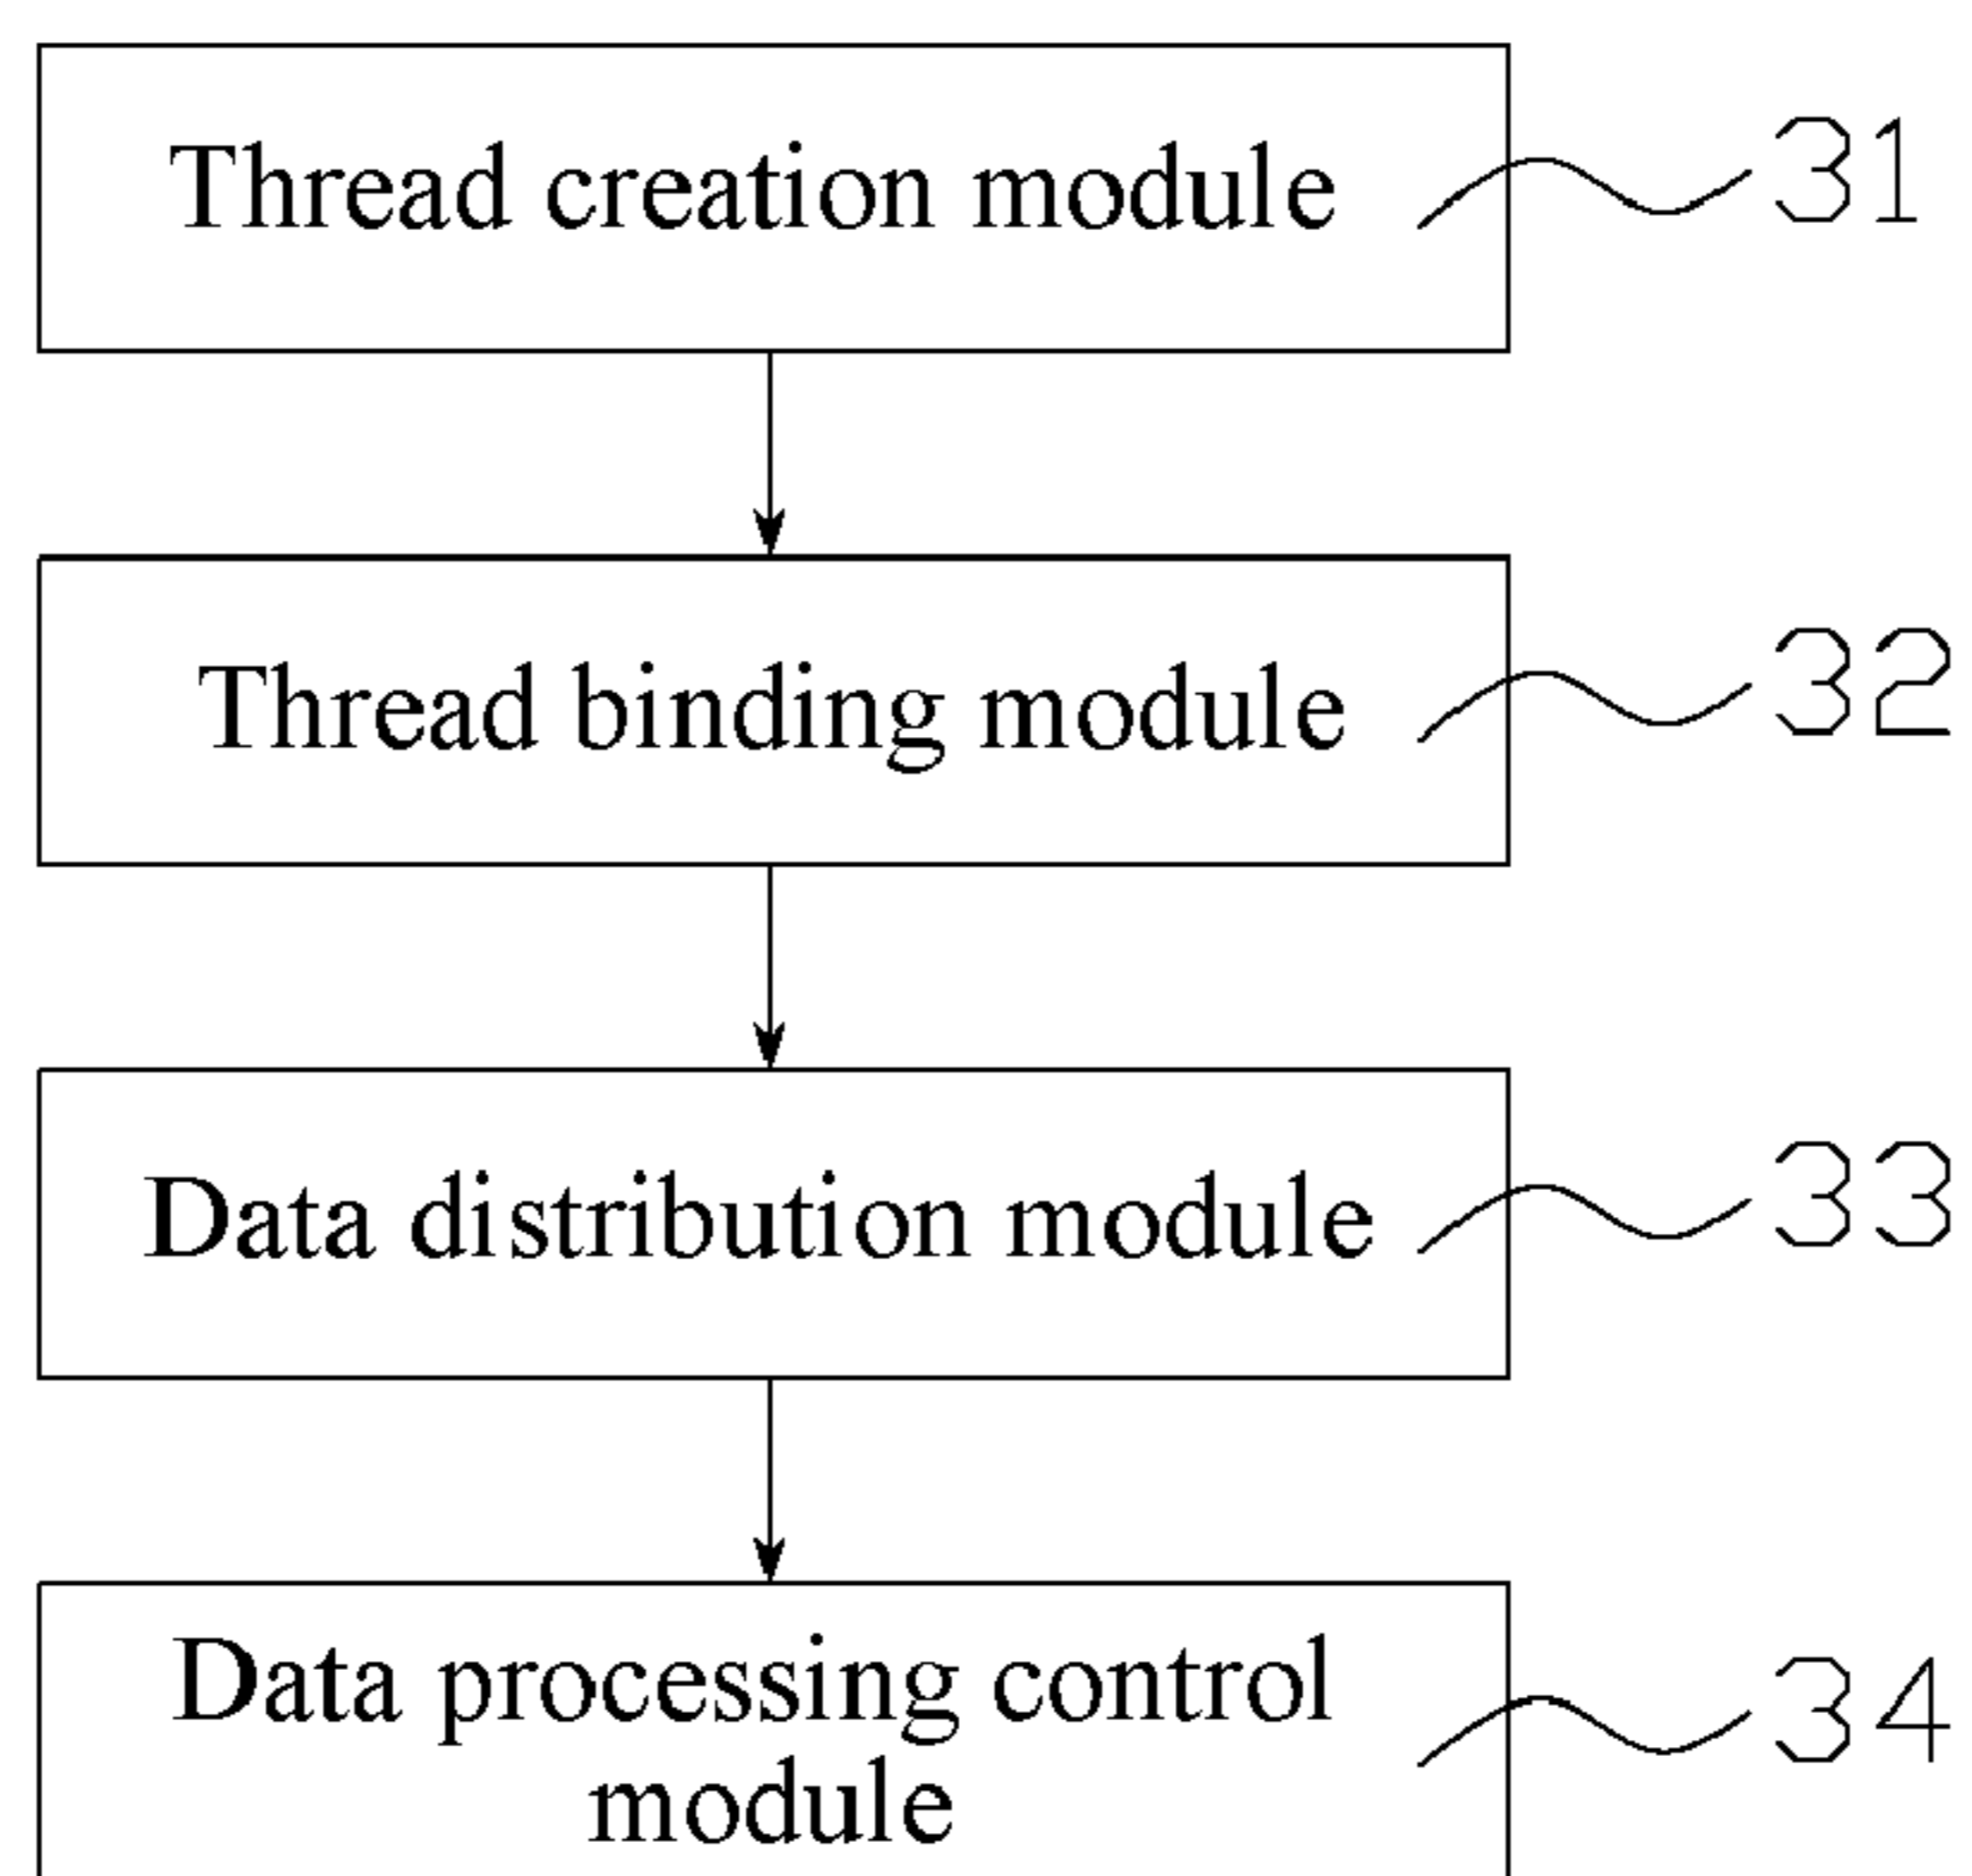 Thread creation module 31
Thread binding module 32
Data distribution module 33
Data processing control 34
module